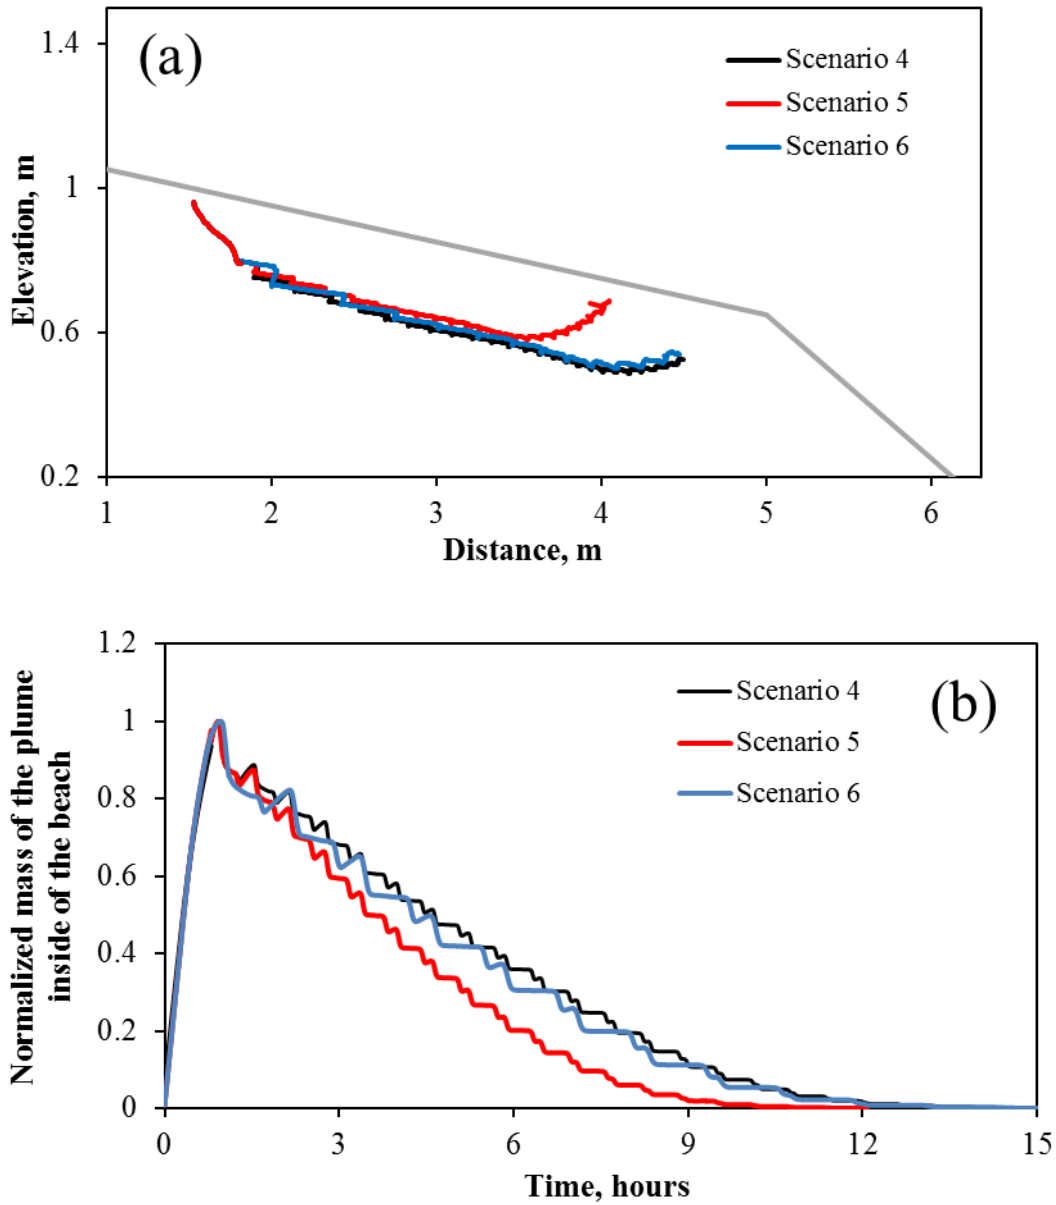 (a)
1.4
1
0.6
0.2
Elevation, m
Scenario 4
Scenario 5
Scenario 6
1 2 3 4 5 6
Distance, m
(b)
1.2
1
0.8
0.6
0.4
0.2
0
Normalized mass of the plume
inside of the beach
Scenario 4
Scenario 5
Scenario 6
0 3 6 9 12 15
Time, hours